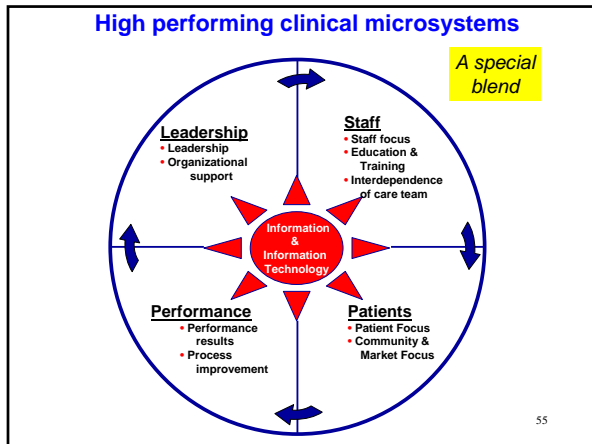 High performing clinical microsystems
A special
blend
Leadership
• Leadership
• Organizational
support
Staff
• Staff focus
• Education &
Training
• Interdependence
of care team
Information
&
Information
Technology
Performance
• Performance
results
• Process
improvement
Patients
• Patient Focus
• Community &
Market Focus
55